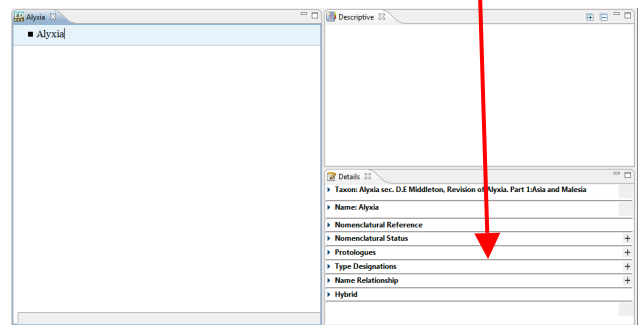 Alyxia
Alyxia
Descriptive
Details
Taxon: Alyxia sec. D.E Middleton, Revision of Alyxia. Part 1:Asia and Malesia
Name: Alyxia
Nomenclatural Reference
Nomenclatural Status
Protologues
Type Designations
Name Relationship
Hybrid